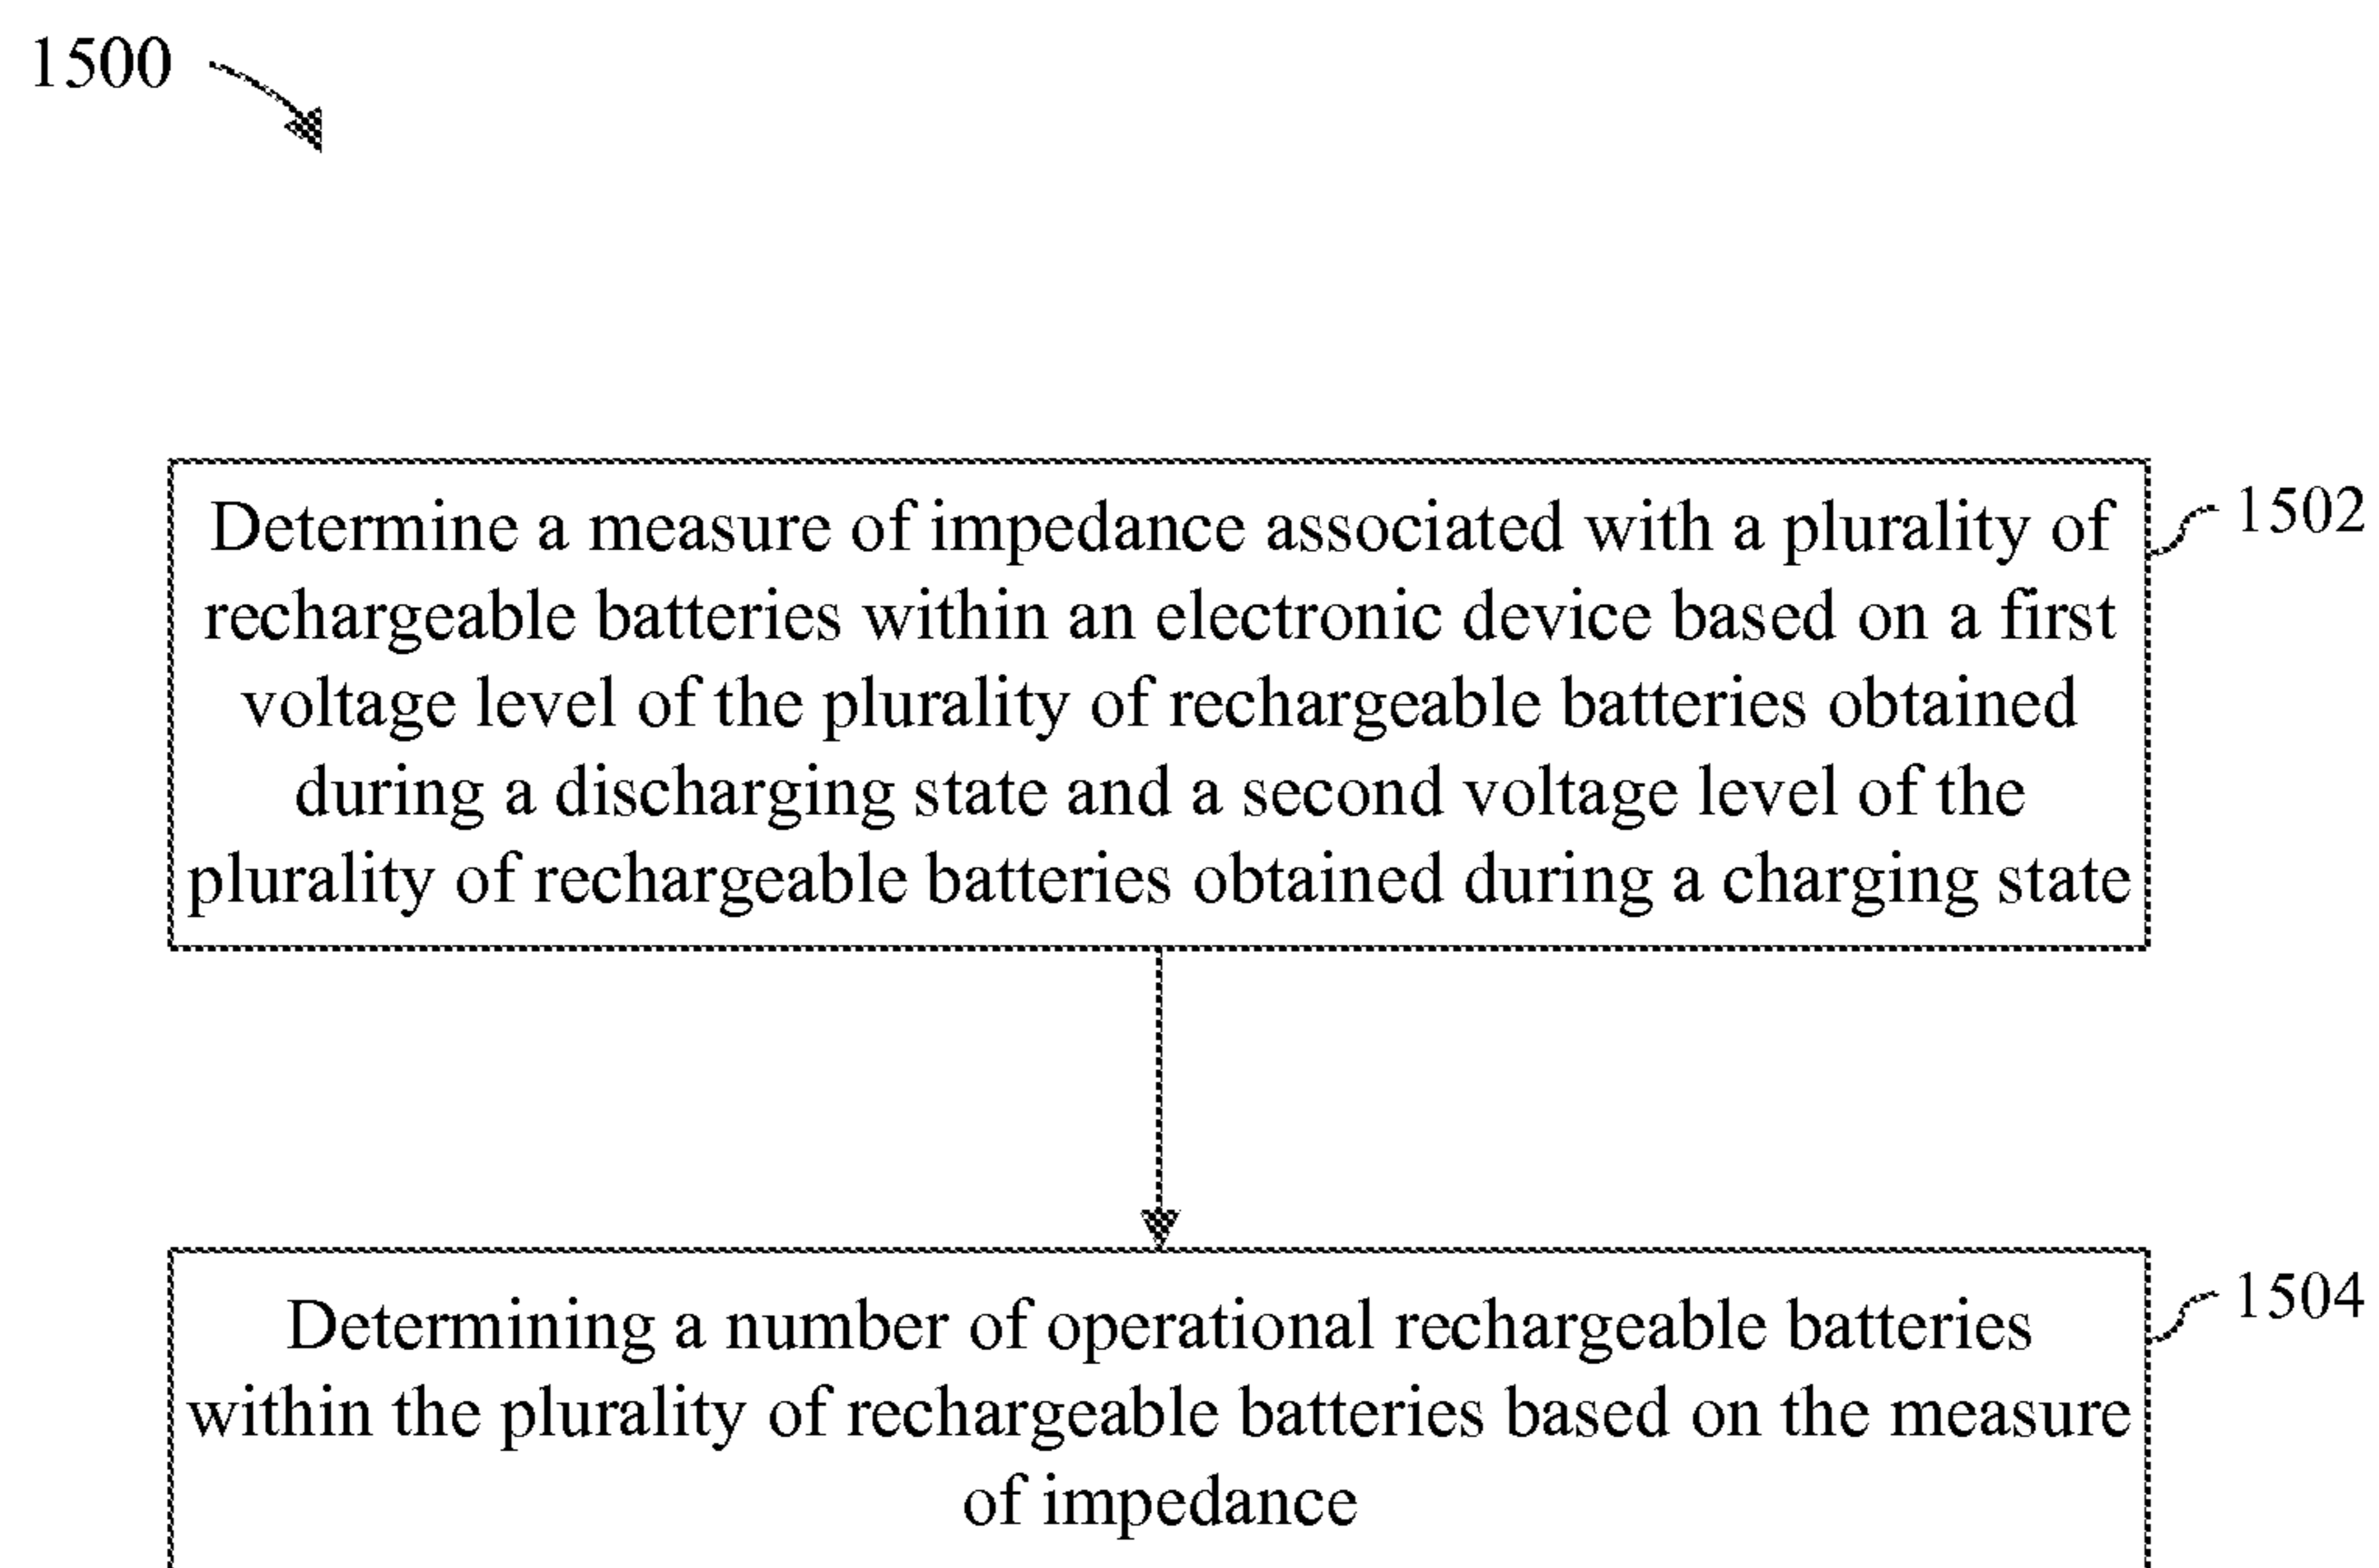 1500
Determine a measure of impedance associated with a plurality of
rechargeable batteries within an electronic device based on a first
voltage level of the plurality of rechargeable batteries obtained
during a discharging state and a second voltage level of the
plurality of rechargeable batteries obtained during a charging state
1502
Determining a number of operational rechargeable batteries
within the plurality of rechargeable batteries based on the measure
of impedance
1504